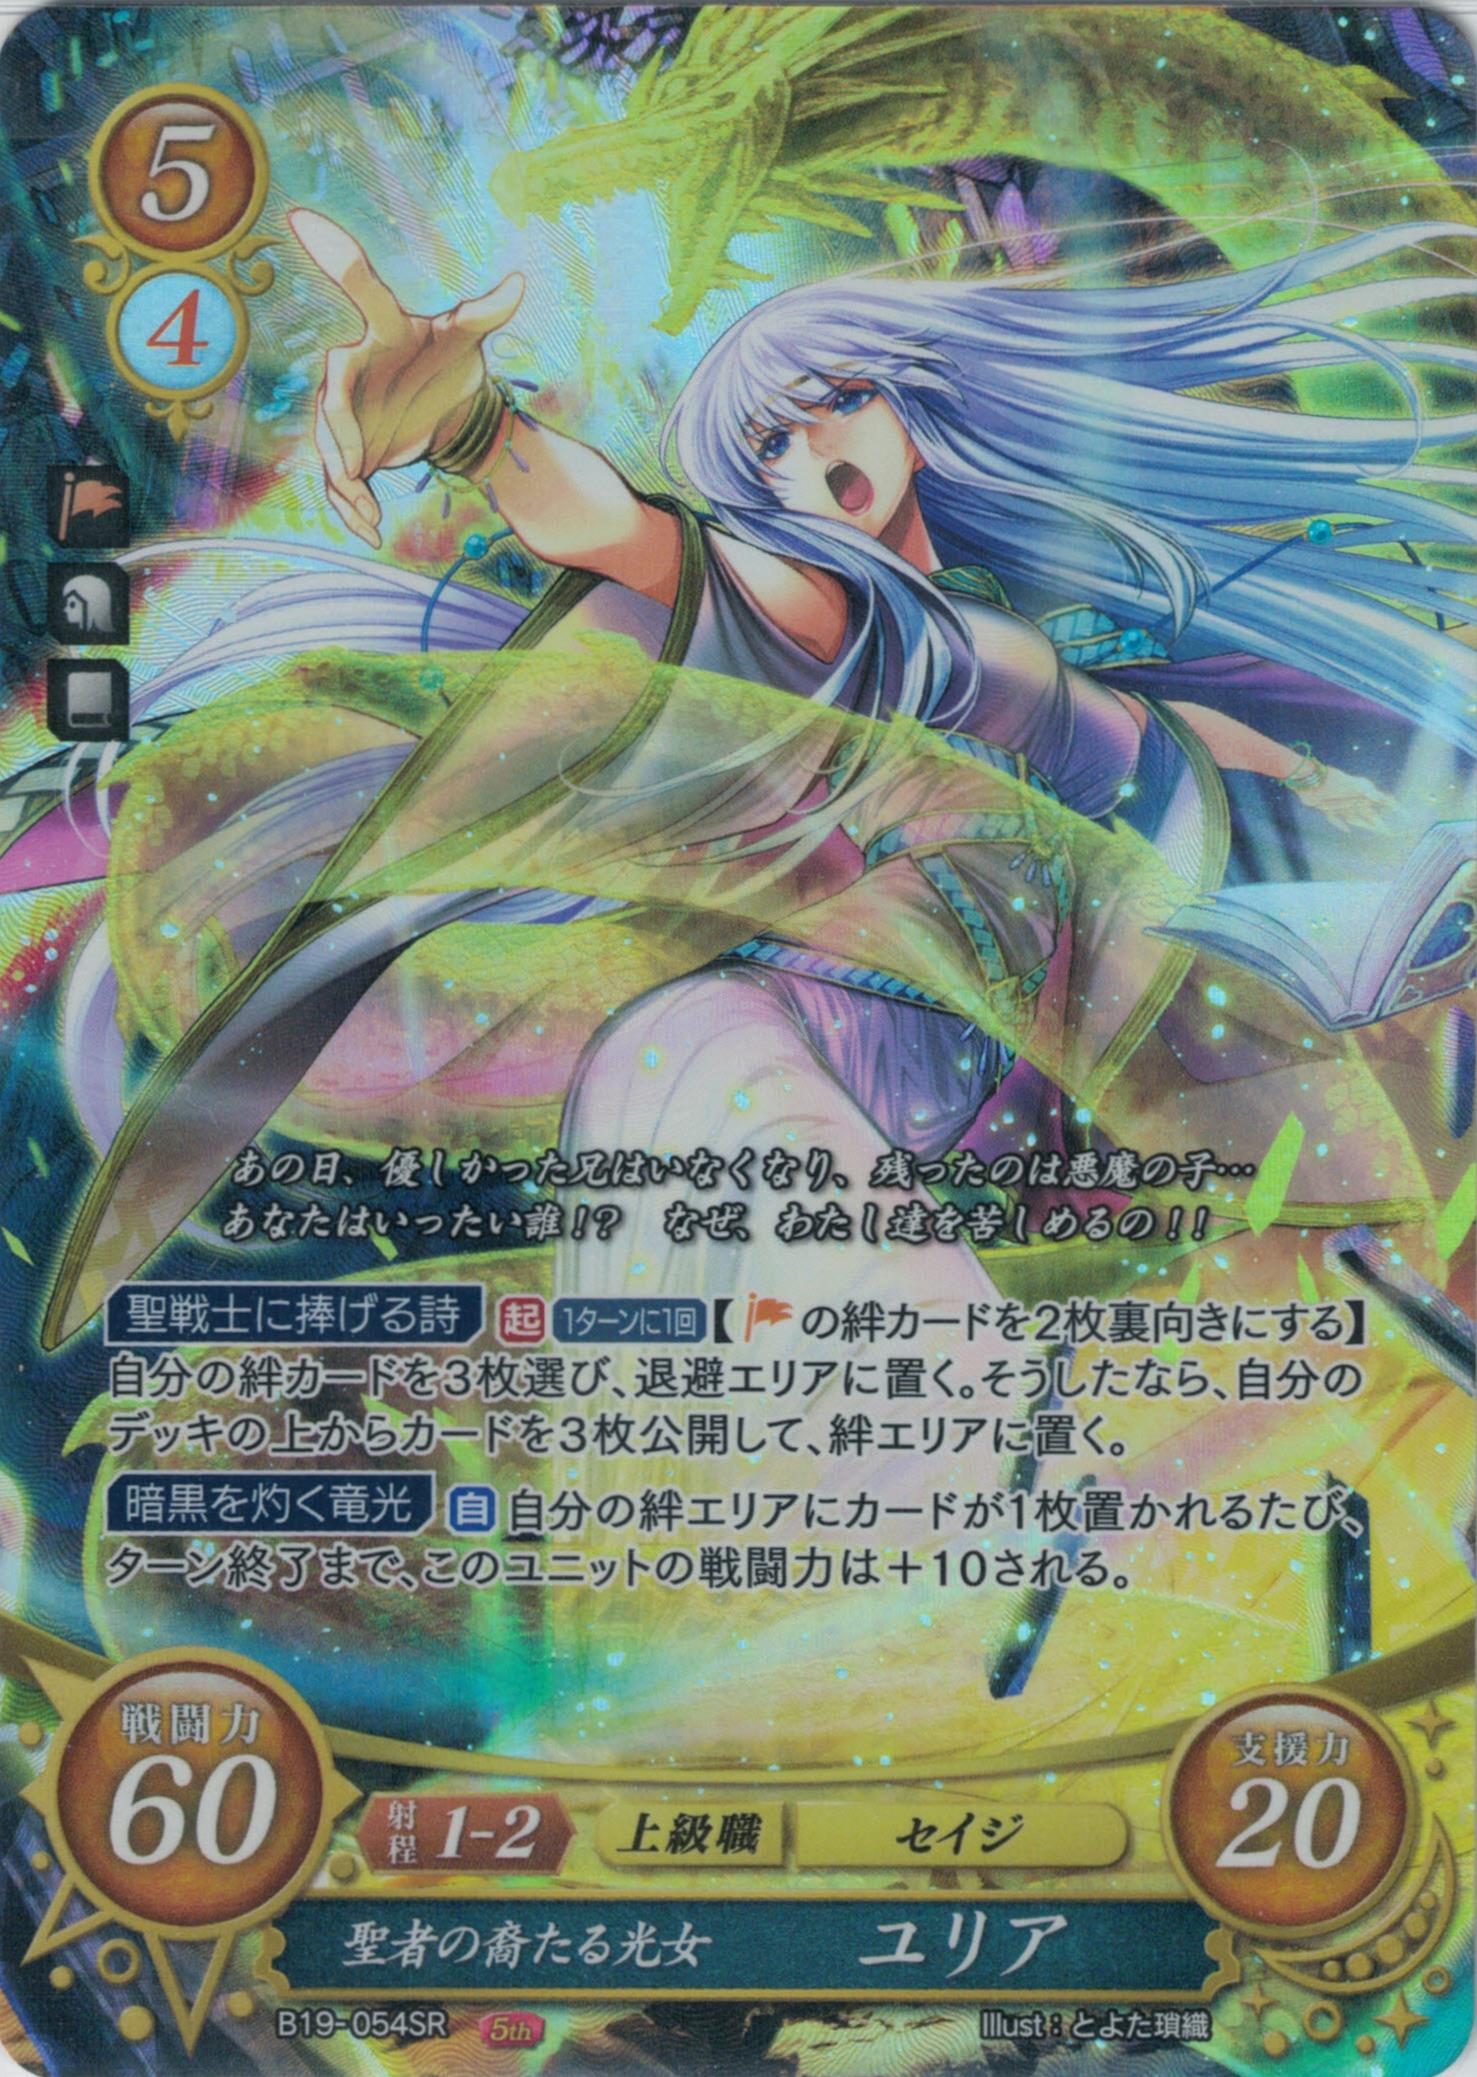 5
4
あの日、優しかった兄はいなくなり、残ったのは悪魔の子…
あなたはいったい誰!? なぜ、わたし達を苦しめるの!!
聖戦士に捧げる詩 起 1ターンに1回【の絆カードを2枚裏向きにする】
自分の絆カードを3枚選び、退避エリアに置く。そうしたなら、自分の
デッキの上からカードを3枚公開して、絆エリアに置く。
暗黒を灼く竜光 自 自分の絆エリアにカードが1枚置かれるたび、
ターン終了まで、このユニットの戦闘力は＋10される。
戦闘力
60
射程 1-2
上級職 セイジ
支援力
20
聖者の裔たる光女 ユリア
B19-054SR 5th Illust：とよた瑣織